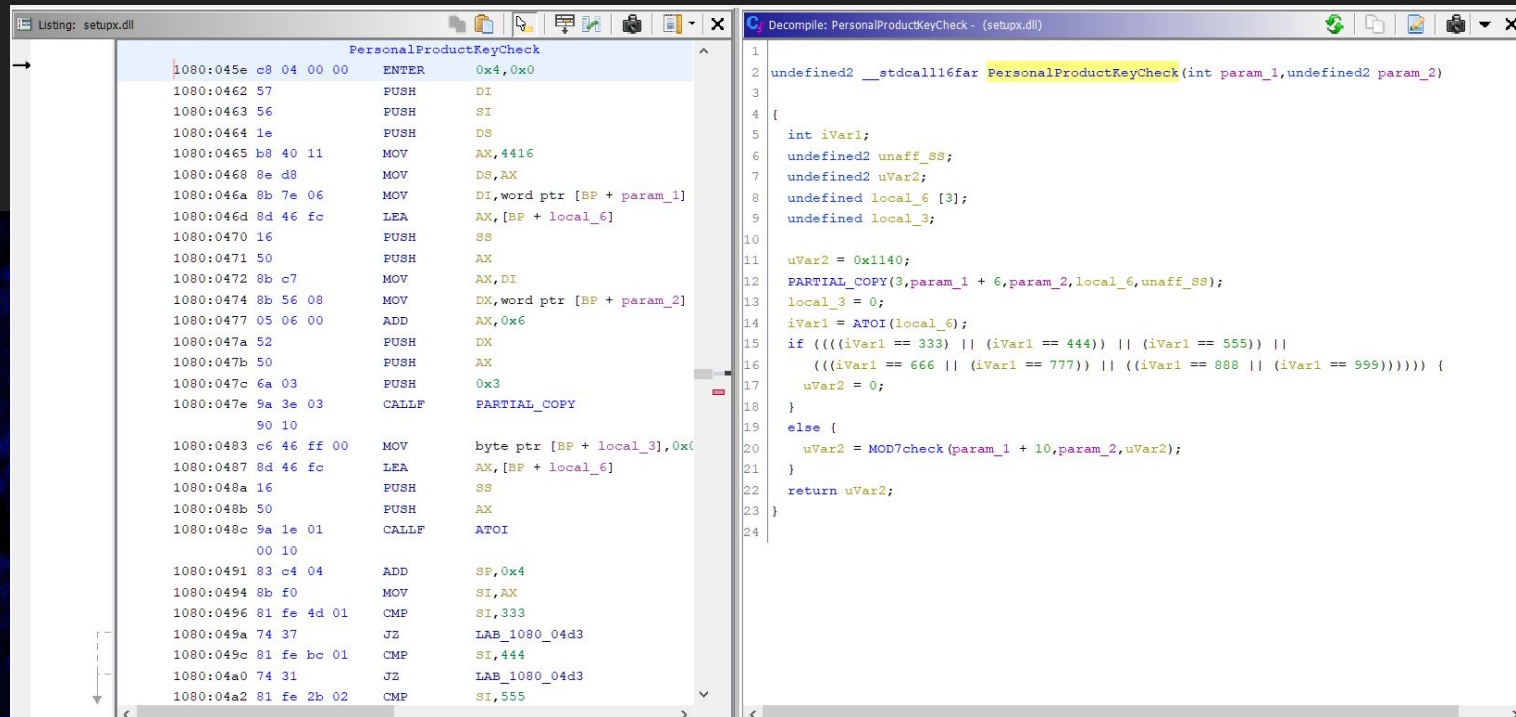 Listing: setupx.dll
PersonalProductKeyCheck
1080:045e c8 04 00 00 ENTER 0x4,0x0
1080:0462 57 PUSH DI
1080:0463 56 PUSH SI
1080:0464 1e PUSH DS
1080:0465 b8 40 11 MOV AX,4416
1080:0468 8e d8 MOV DS,AX
1080:046a 8b 7e 06 MOV DI,word ptr [BP + param_1]
1080:046d 8d 46 fc LEA AX,[BP + local_6]
1080:0470 16 PUSH SS
1080:0471 50 PUSH AX
1080:0472 8b c7 MOV AX,DI
1080:0474 8b 56 08 MOV DX,word ptr [BP + param_2]
1080:0477 05 06 00 ADD AX,0x6
1080:047a 52 PUSH DX
1080:047b 50 PUSH AX
1080:047c 6a 03 PUSH 0x3
1080:047e 9a 3e 03 CALLF PARTIAL_COPY
90 10
1080:0483 c6 46 ff 00 MOV byte ptr [BP + local_3],0x0
1080:0487 8d 46 fc LEA AX,[BP + local_6]
1080:048a 16 PUSH SS
1080:048b 50 PUSH AX
1080:048c 9a 1e 01 CALLF ATOI
00 10
1080:0491 83 c4 04 ADD SP,0x4
1080:0494 8b f0 MOV SI,AX
1080:0496 81 fe 4d 01 CMP SI,333
1080:049a 74 37 JZ LAB_1080_04d3
1080:049c 81 fe bc 01 CMP SI,444
1080:04a0 74 31 JZ LAB_1080_04d3
1080:04a2 81 fe 2b 02 CMP SI,555
Decompile: PersonalProductKeyCheck - (setupx.dll)
1
2 undefined2 __stdcall16far PersonalProductKeyCheck(int param_1,undefined2 param_2)
3
4 {
5 int iVar1;
6 undefined2 unaff_SS;
7 undefined2 uVar2;
8 undefined local_6 [3];
9 undefined local_3;
10
11 uVar2 = 0x1140;
12 PARTIAL_COPY(3,param_1 + 6,param_2,local_6,unaff_SS);
13 local_3 = 0;
14 iVar1 = ATOI(local_6);
15 if ((((iVar1 == 333) || (iVar1 == 444)) || (iVar1 == 555)) ||
16 (((iVar1 == 666 || (iVar1 == 777)) || ((iVar1 == 888 || (iVar1 == 999)))))) {
17 uVar2 = 0;
18 }
19 else {
20 uVar2 = MOD7check(param_1 + 10,param_2,uVar2);
21 }
22 return uVar2;
23 }
24